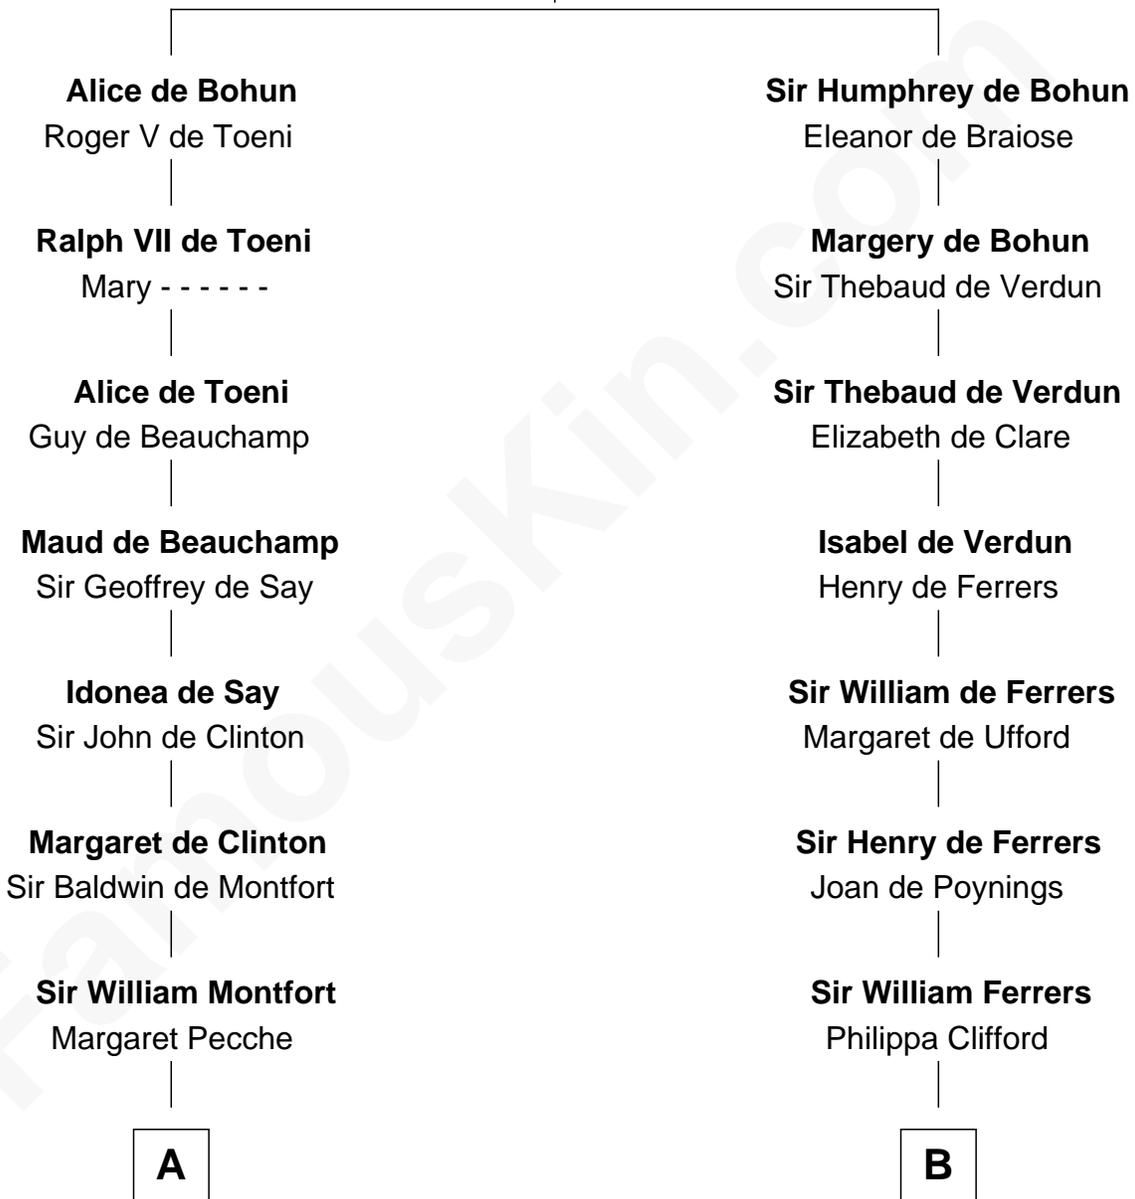 Alice de Bohun
Roger V de Toeni
Ralph VII de Toeni
Mary - - - - - -
Alice de Toeni
Guy de Beauchamp
Maud de Beauchamp
Sir Geoffrey de Say
Idonea de Say
Sir John de Clinton
Margaret de Clinton
Sir Baldwin de Montfort
Sir William Montfort
Margaret Pecche
A
Sir Humphrey de Bohun
Eleanor de Braiose
Margery de Bohun
Sir Thebaud de Verdun
Sir Thebaud de Verdun
Elizabeth de Clare
Isabel de Verdun
Henry de Ferrers
Sir William de Ferrers
Margaret de Ufford
Sir Henry de Ferrers
Joan de Poynings
Sir William Ferrers
Philippa Clifford
B
FamousKin.com